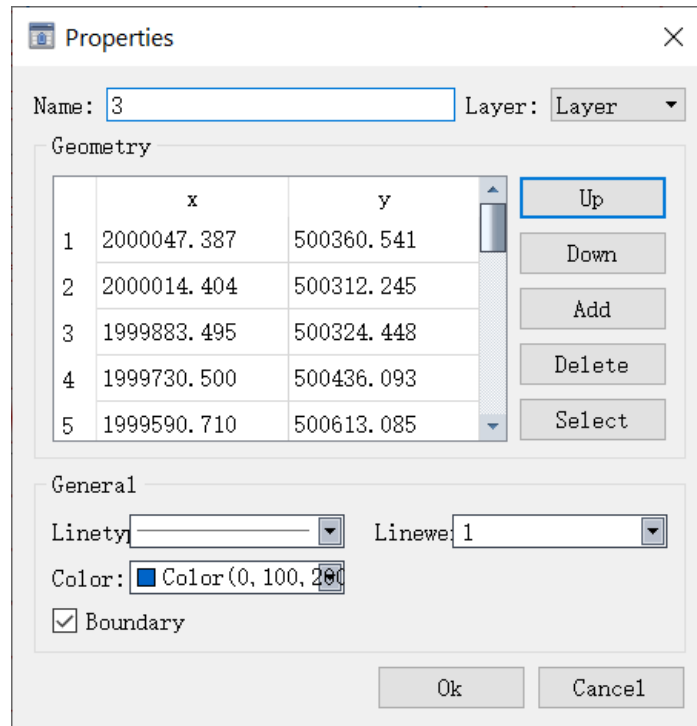 Properties
Name: 3 Layer: Layer
Geometry
x y
1 2000047.387 500360.541
2 2000014.404 500312.245
3 1999883.495 500324.448
4 1999730.500 500436.093
5 1999590.710 500613.085
Up
Down
Add
Delete
Select
General
Linety Linewe: 1
Color: Color(0, 100, 200
Boundary
Ok Cancel